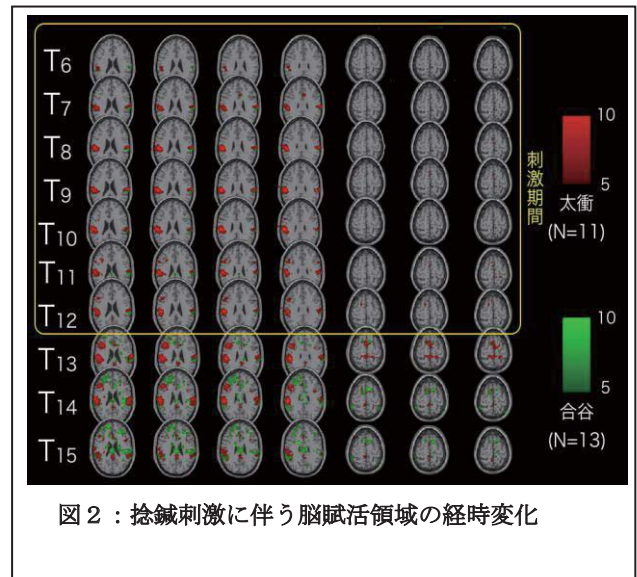 T6
T7
T8
T9
T10
T11
T12
T13
T14
T15
刺激期間
10
5
太衝
(N=11)
10
5
合谷
(N=13)
図２：捻鍼刺激に伴う脳賦活領域の経時変化